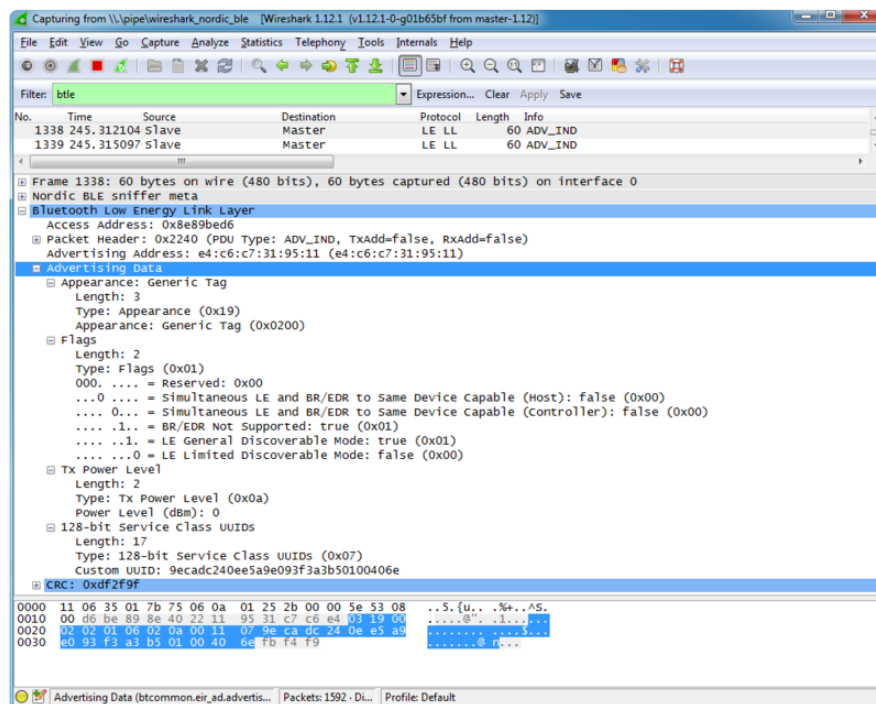 Capturing from \\.\pipe\wireshark_nordic_ble [Wireshark 1.12.1 (v1.12.1-0-g01b65bf from master-1.12)]
File Edit View Go Capture Analyze Statistics Telephony Tools Internals Help
Filter: btle Expression... Clear Apply Save
No. Time Source Destination Protocol Length Info
1338 245.312104 Slave Master LE LL 60 ADV_IND
1339 245.315097 Slave Master LE LL 60 ADV_IND
Frame 1338: 60 bytes on wire (480 bits), 60 bytes captured (480 bits) on interface 0
Nordic BLE sniffer meta
Bluetooth Low Energy Link Layer
Access Address: 0x8e89bed6
Packet Header: 0x2240 (PDU Type: ADV_IND, TxAdd=false, RxAdd=false)
Advertising Address: e4:c6:c7:31:95:11 (e4:c6:c7:31:95:11)
Advertising Data
Appearance: Generic Tag
Length: 3
Type: Appearance (0x19)
Appearance: Generic Tag (0x0200)
Flags
Length: 2
Type: Flags (0x01)
000. .... = Reserved: 0x00
...0 .... = Simultaneous LE and BR/EDR to Same Device Capable (Host): false (0x00)
.... 0... = Simultaneous LE and BR/EDR to Same Device Capable (Controller): false (0x00)
.... .1.. = BR/EDR Not Supported: true (0x01)
.... ..1. = LE General Discoverable Mode: true (0x01)
.... ...0 = LE Limited Discoverable Mode: false (0x00)
Tx Power Level
Length: 2
Type: Tx Power Level (0x0a)
Power Level (dBm): 0
128-bit Service Class UUIDs
Length: 17
Type: 128-bit Service Class UUIDs (0x07)
Custom UUID: 9ecadc240ee5a9e093f3a3b50100406e
CRC: 0xdf2f9f
0000 11 06 35 01 7b 75 06 0a 01 25 2b 00 00 5e 53 08 ..5.{u.. .%+..^S.
0010 00 d6 be 89 8e 40 22 11 95 31 c7 c6 e4 03 19 00 .....@". .1......
0020 02 02 01 06 02 0a 00 11 07 9e ca dc 24 0e e5 a9 ........ ....$...
0030 e0 93 f3 a3 b5 01 00 40 6e fb f4 f9 .......@ n...
Advertising Data (btcommon.eir_ad.advertis... Packets: 1592 · Di... Profile: Default